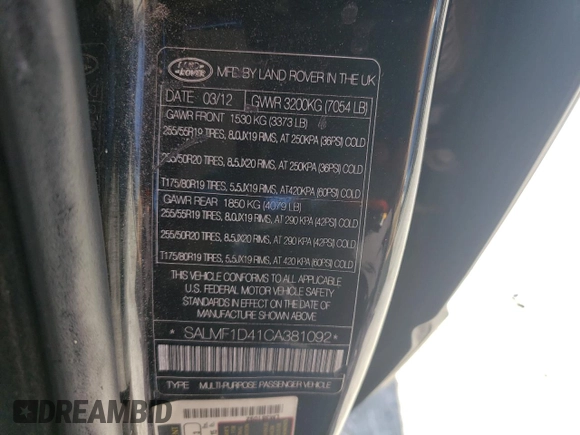 LAND ROVER
MFD BY LAND ROVER IN THE UK
DATE 03/12 GVWR 3200KG (7054 LB)
GAWR FRONT 1530 KG (3373 LB)
255/55R19 TIRES, 8.0JX19 RIMS, AT 250KPA (36PSI) COLD
255/50R20 TIRES, 8.5JX20 RIMS, AT 250KPA (36PSI) COLD
T175/80R19 TIRES, 5.5JX19 RIMS, AT420KPA (60PSI) COLD
GAWR REAR 1850 KG (4079 LB)
255/55R19 TIRES, 8.0JX19 RIMS, AT 290 KPA (42PSI) COLD
255/50R20 TIRES, 8.5JX20 RIMS, AT 290 KPA (42PSI) COLD
T175/80R19 TIRES, 5.5JX19 RIMS, AT 420 KPA (60PSI) COLD
THIS VEHICLE CONFORMS TO ALL APPLICABLE
U.S. FEDERAL MOTOR VEHICLE SAFETY
STANDARDS IN EFFECT ON THE DATE OF
MANUFACTURE SHOWN ABOVE
*SALMF1D41CA381092*
TYPE MULTI-PURPOSE PASSENGER VEHICLE
DREAMBID